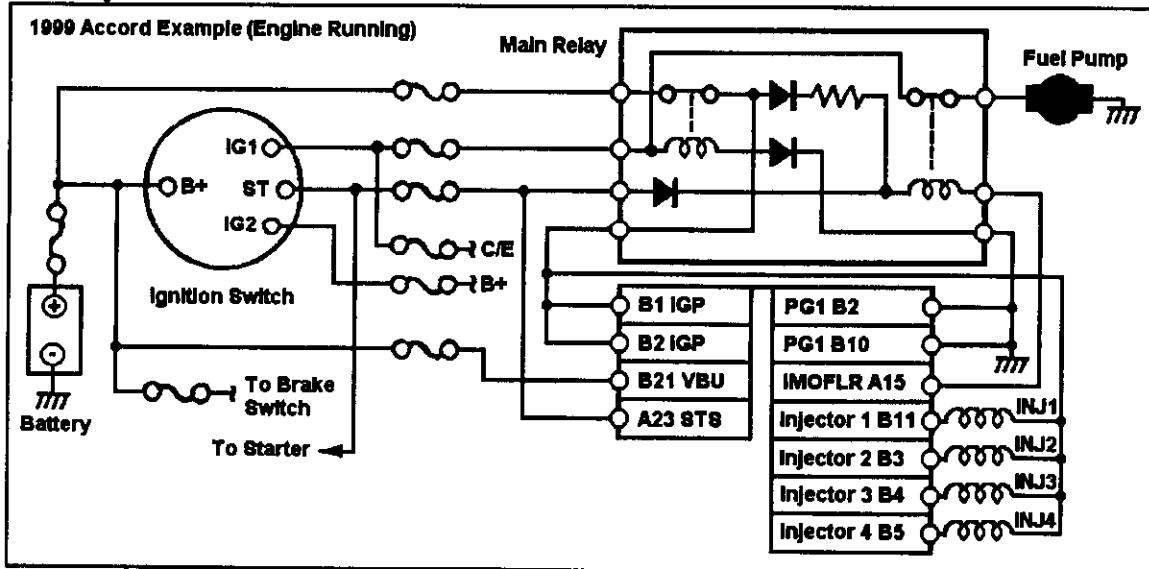 1999 Accord Example (Engine Running)
Main Relay
Fuel Pump
IG1
B+
ST
IG2
Ignition Switch
C/E
B+
+
-
Battery
To Brake
Switch
To Starter
B1 IGP
B2 IGP
B21 VBU
A23 STS
PG1 B2
PG1 B10
IMOFLR A15
Injector 1 B11
Injector 2 B3
Injector 3 B4
Injector 4 B5
INJ1
INJ2
INJ3
INJ4